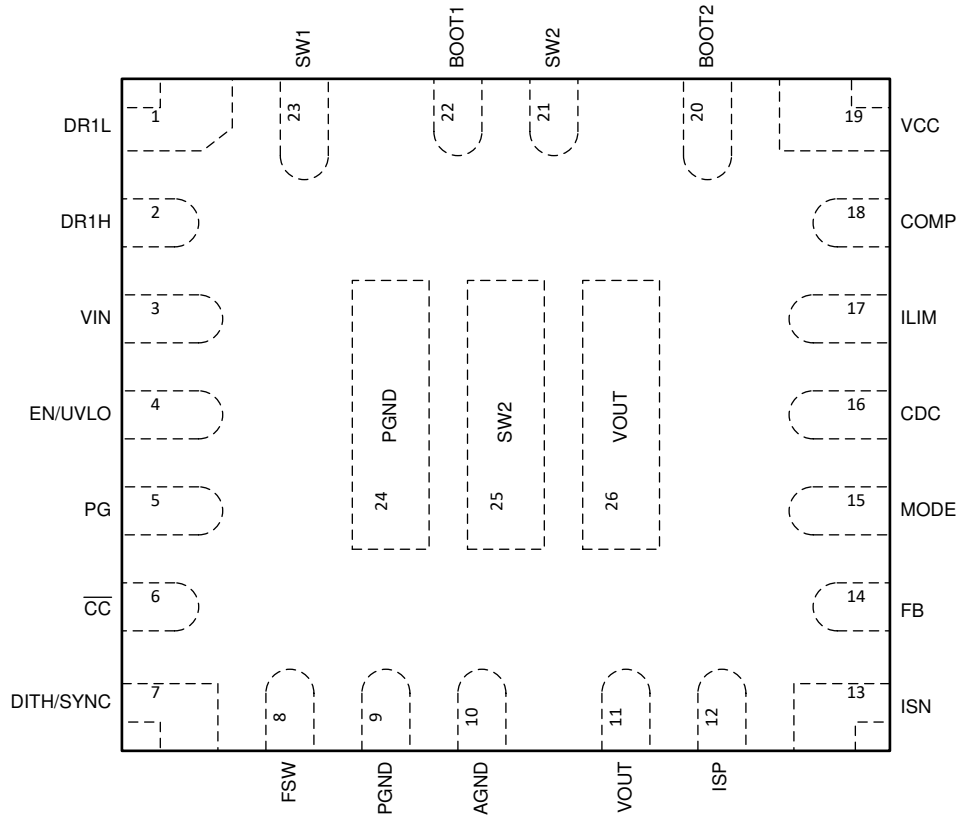 SW1
BOOT1
SW2
BOOT2
23
22
21
20
DR1L
1
19
VCC
DR1H
2
18
COMP
VIN
3
17
ILIM
EN/UVLO
4
16
CDC
PGND
SW2
VOUT
24
25
26
PG
5
15
MODE
CC
6
14
FB
DITH/SYNC
7
13
ISN
8
9
10
11
12
FSW
PGND
AGND
VOUT
ISP